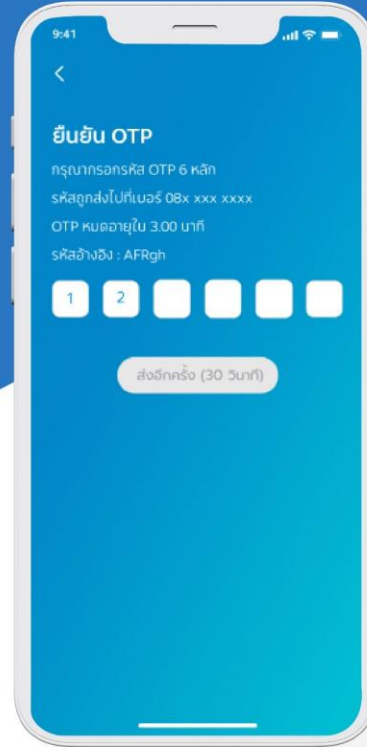 9:41
ยืนยัน OTP
กรุณากรอกรหัส OTP 6 หลัก
รหัสถูกส่งไปที่เบอร์ 08x xxx xxxx
OTP หมดอายุใน 3.00 นาที
รหัสอ้างอิง : AFRgh
1 2
ส่งอีกครั้ง (30 วินาที)